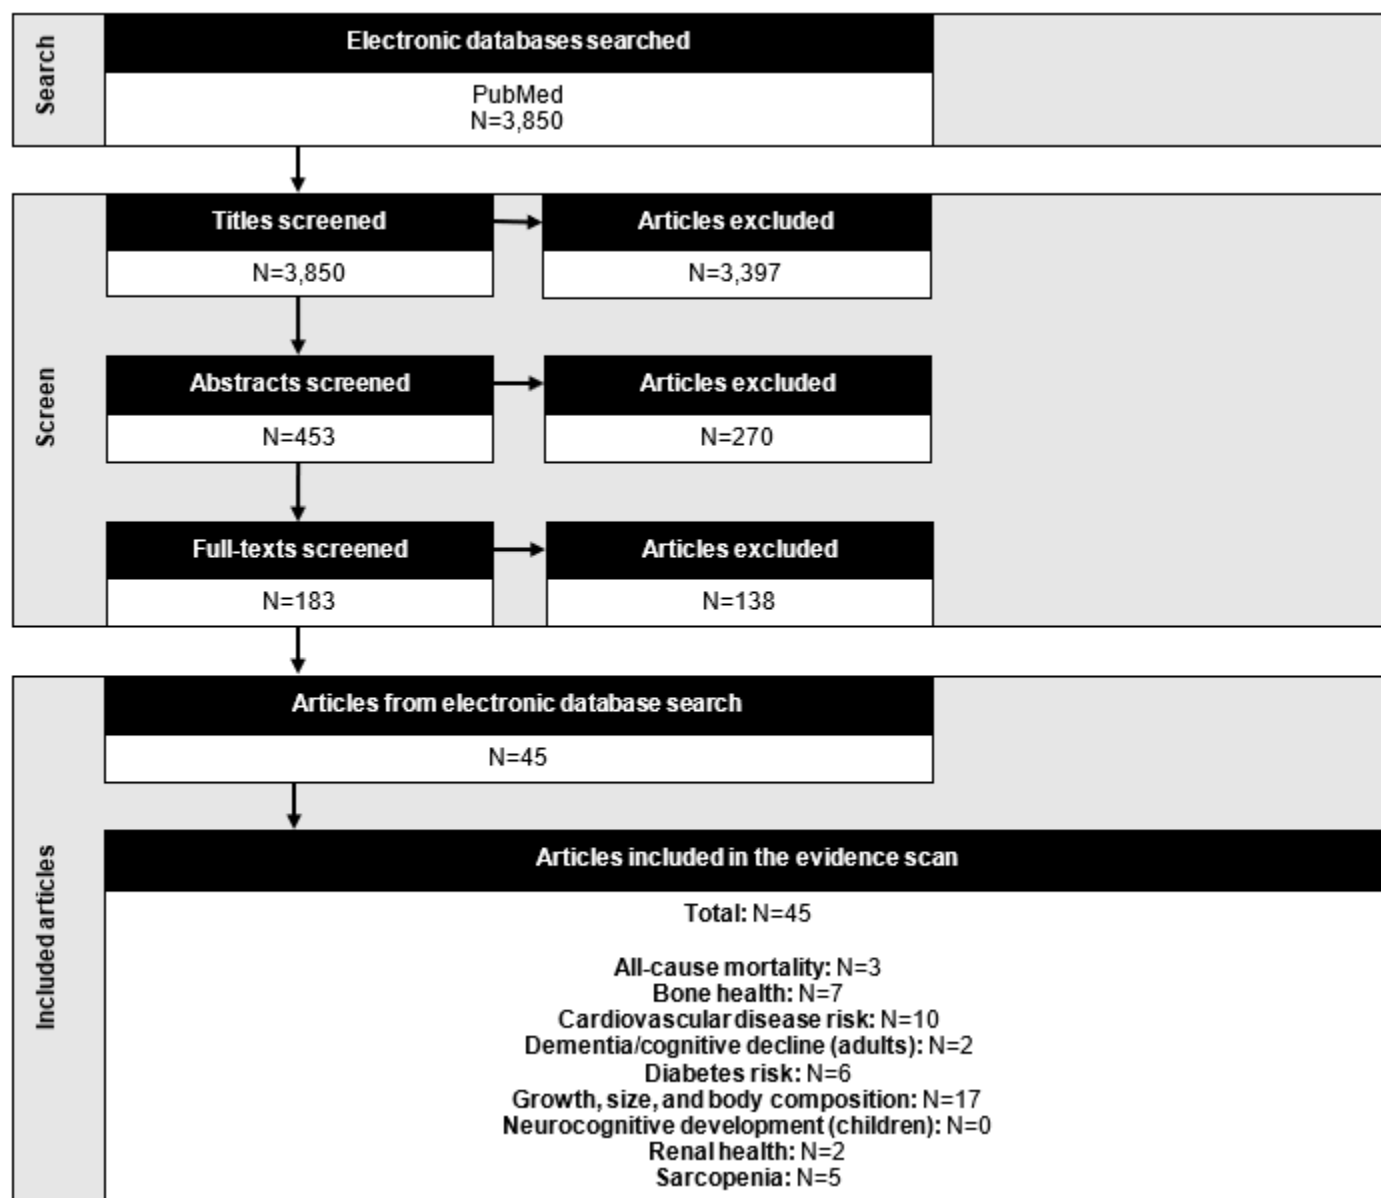 Search
Electronic databases searched
PubMed
N=3,850
Screen
Titles screened
Articles excluded
N=3,850
N=3,397
Abstracts screened
Articles excluded
N=453
N=270
Full-texts screened
Articles excluded
N=183
N=138
Included articles
Articles from electronic database search
N=45
Articles included in the evidence scan
Total: N=45
All-cause mortality: N=3
Bone health: N=7
Cardiovascular disease risk: N=10
Dementia/cognitive decline (adults): N=2
Diabetes risk: N=6
Growth, size, and body composition: N=17
Neurocognitive development (children): N=0
Renal health: N=2
Sarcopenia: N=5